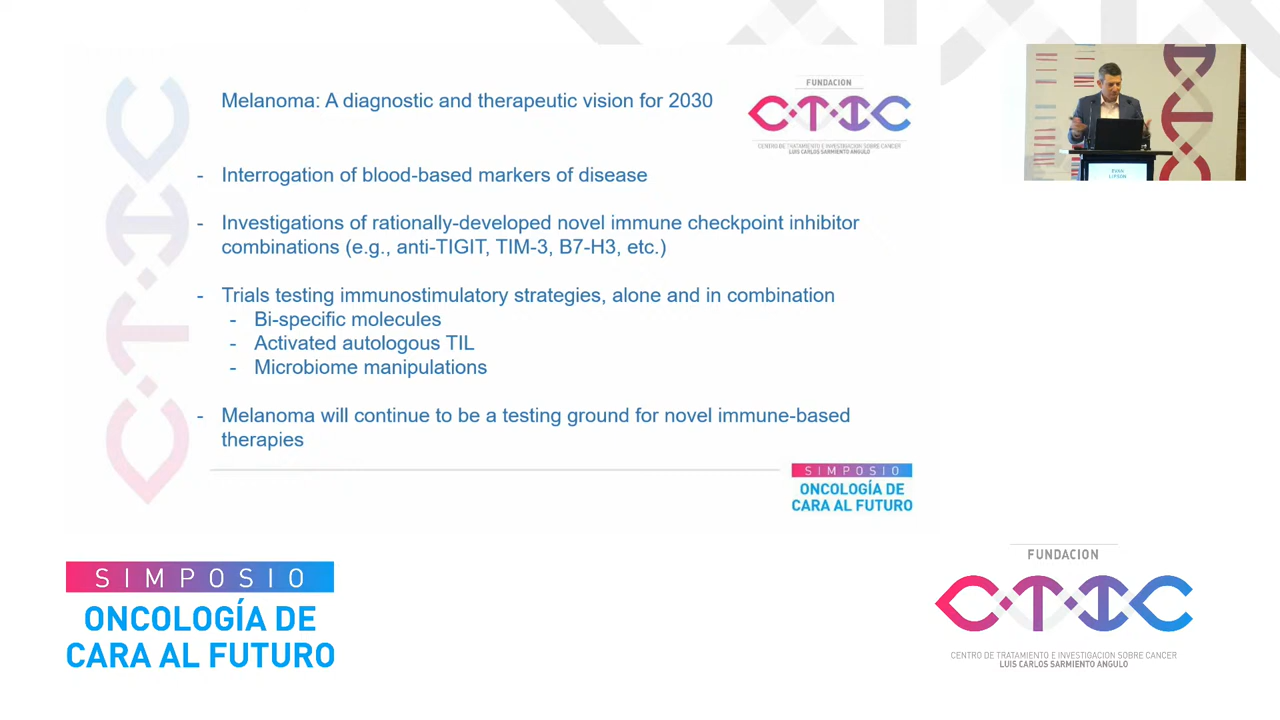 Melanoma: A diagnostic and therapeutic vision for 2030
FUNDACION
CTIC
CENTRO DE TRATAMIENTO E INVESTIGACION SOBRE CANCER
LUIS CARLOS SARMIENTO ANGULO
- Interrogation of blood-based markers of disease
- Investigations of rationally-developed novel immune checkpoint inhibitor
combinations (e.g., anti-TIGIT, TIM-3, B7-H3, etc.)
- Trials testing immunostimulatory strategies, alone and in combination
- Bi-specific molecules
- Activated autologous TIL
- Microbiome manipulations
- Melanoma will continue to be a testing ground for novel immune-based
therapies
SIMPOSIO
ONCOLOGÍA DE
CARA AL FUTURO
EVAN
LIPSON
SIMPOSIO
ONCOLOGÍA DE
CARA AL FUTURO
FUNDACION
CTIC
CENTRO DE TRATAMIENTO E INVESTIGACION SOBRE CANCER
LUIS CARLOS SARMIENTO ANGULO